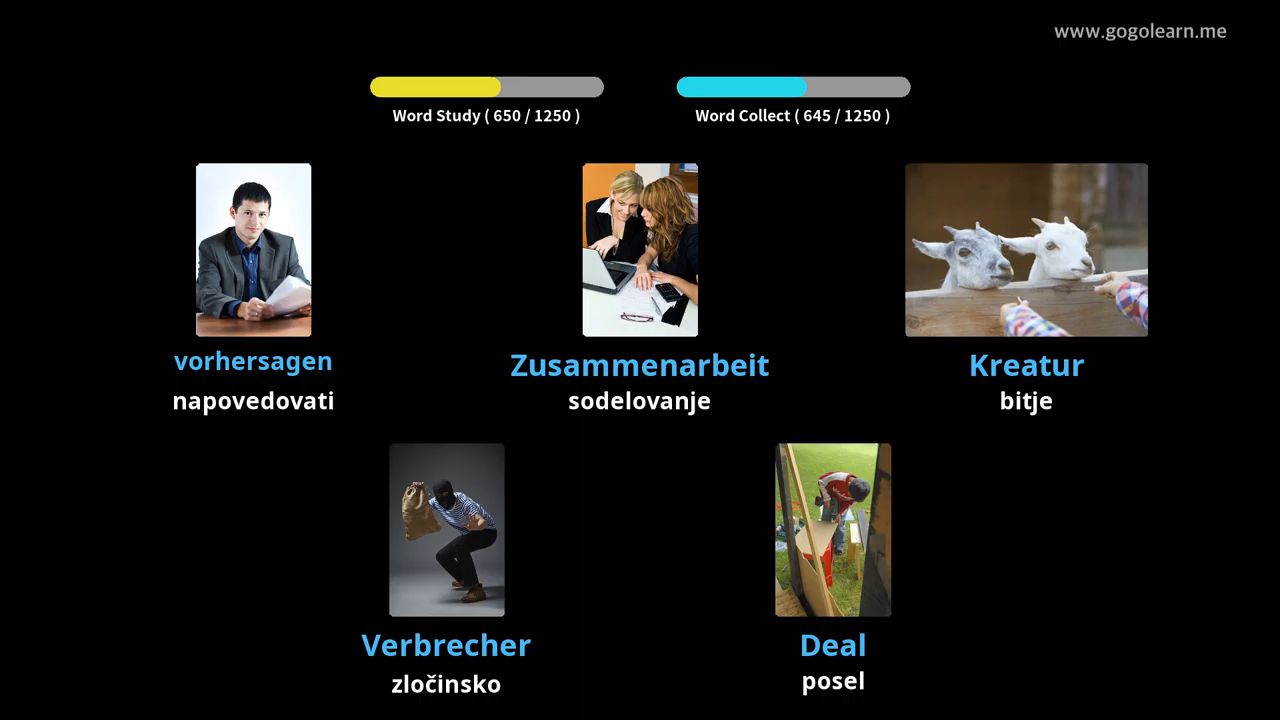 www.gogolearn.me
Word Study ( 650 / 1250 )
Word Collect ( 645 / 1250 )
vorhersagen
napovedovati
Zusammenarbeit
sodelovanje
Kreatur
bitje
Verbrecher
zločinsko
Deal
posel